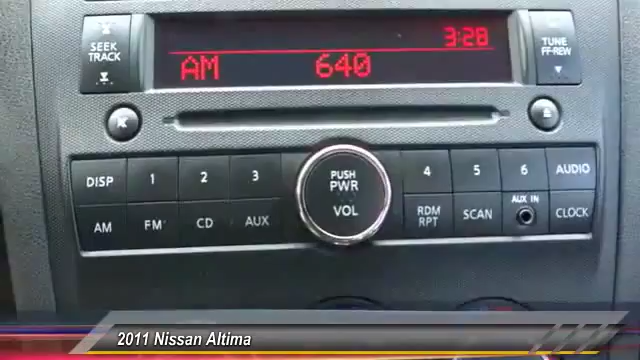 3:28
SEEK
TRACK
TUNE
FF-REW
AM 640
DISP 1 2 3 PUSH PWR 4 5 6 AUDIO
AUX IN
AM FM CD AUX VOL RDM RPT SCAN CLOCK
2011 Nissan Altima